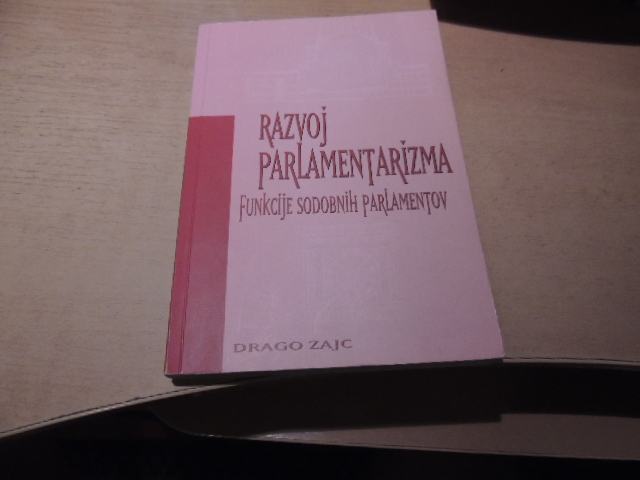 RAZVOJ
PARLAMENTARIZMA
FUNKCIJE SODOBNIH PARLAMENTOV
DRAGO ZAJC